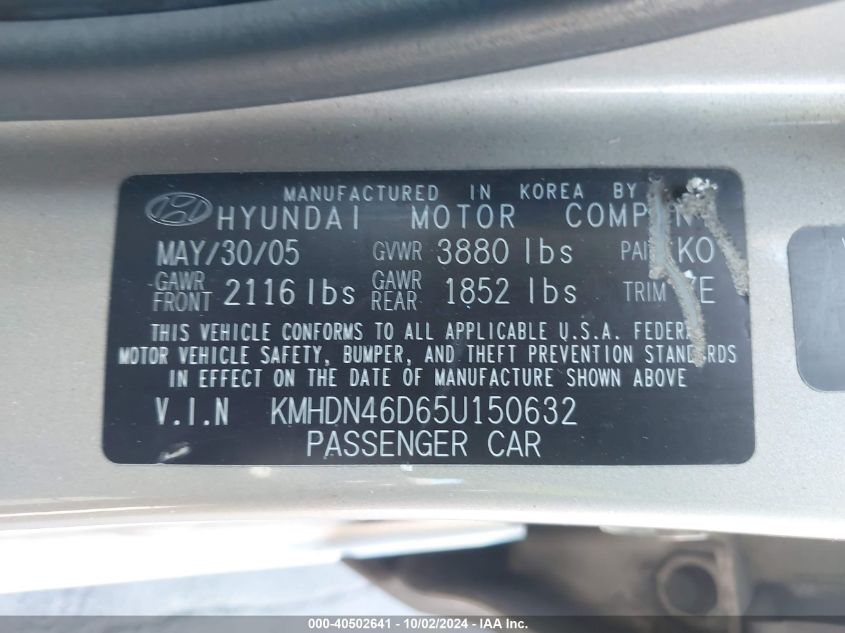 MANUFACTURED IN KOREA BY
HYUNDAI MOTOR
MAY/30/05 GVWR 3880 lbs KO
GAWR FRONT 2116 lbs GAWR REAR 1852 lbs TRIM
THIS VEHICLE CONFORMS TO ALL APPLICABLE U.S.A.
MOTOR VEHICLE SAFETY, BUMPER, AND THEFT PREVENTION
IN EFFECT ON THE DATE OF MANUFACTURE SHOWN ABOVE
V.I.N KMHDN46D65U150632
PASSENGER CAR
000-40502641 - 10/02/2024 - © IAA, Inc.